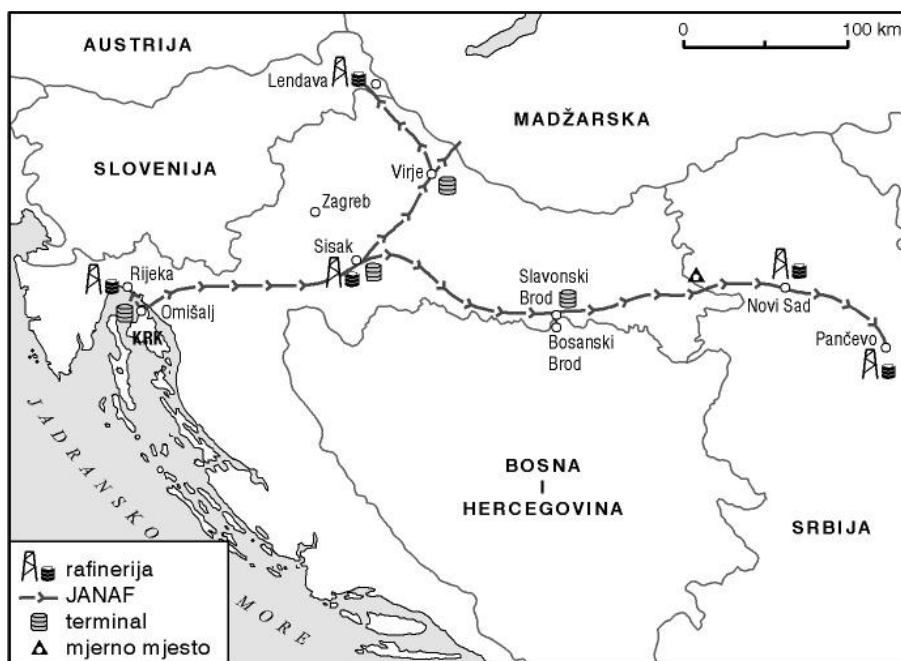 AUSTRIJA
0
100 km
Lendava
MADŽARSKA
SLOVENIJA
Virje
Zagreb
Sisak
Rijeka
Omišalj
KRK
Slavonski
Brod
Bosanski
Brod
Novi Sad
Pančevo
JADRANSKO MORE
BOSNA
I
HERCEGOVINA
SRBIJA
rafinerija
JANAF
terminal
mjerno mjesto